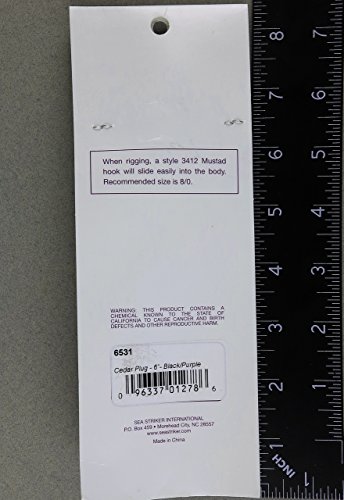 When rigging, a style 3412 Mustad
hook will slide easily into the body.
Recommended size is 8/0.
WARNING: THIS PRODUCT CONTAINS A
CHEMICAL KNOWN TO THE STATE OF
CALIFORNIA TO CAUSE CANCER AND BIRTH
DEFECTS AND OTHER REPRODUCTIVE HARM.
6531
Cedar Plug - 6"- Black/Purple
0 96337 01278 6
SEA STRIKER INTERNATIONAL
P.O. Box 459 • Morehead City, NC 28557
www.seastriker.com
Made in China
8
7
6
5
4
3
2
1
INCH